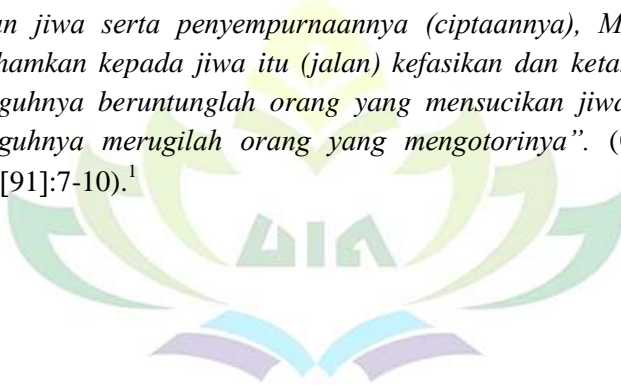 an jiwa serta penyempurnaannya (ciptaannya), M
hamkan kepada jiwa itu (jalan) kefasikan dan keta
guhnya beruntunglah orang yang mensucikan jiwa
guhnya merugilah orang yang mengotorinya”. (
[91]:7-10).1